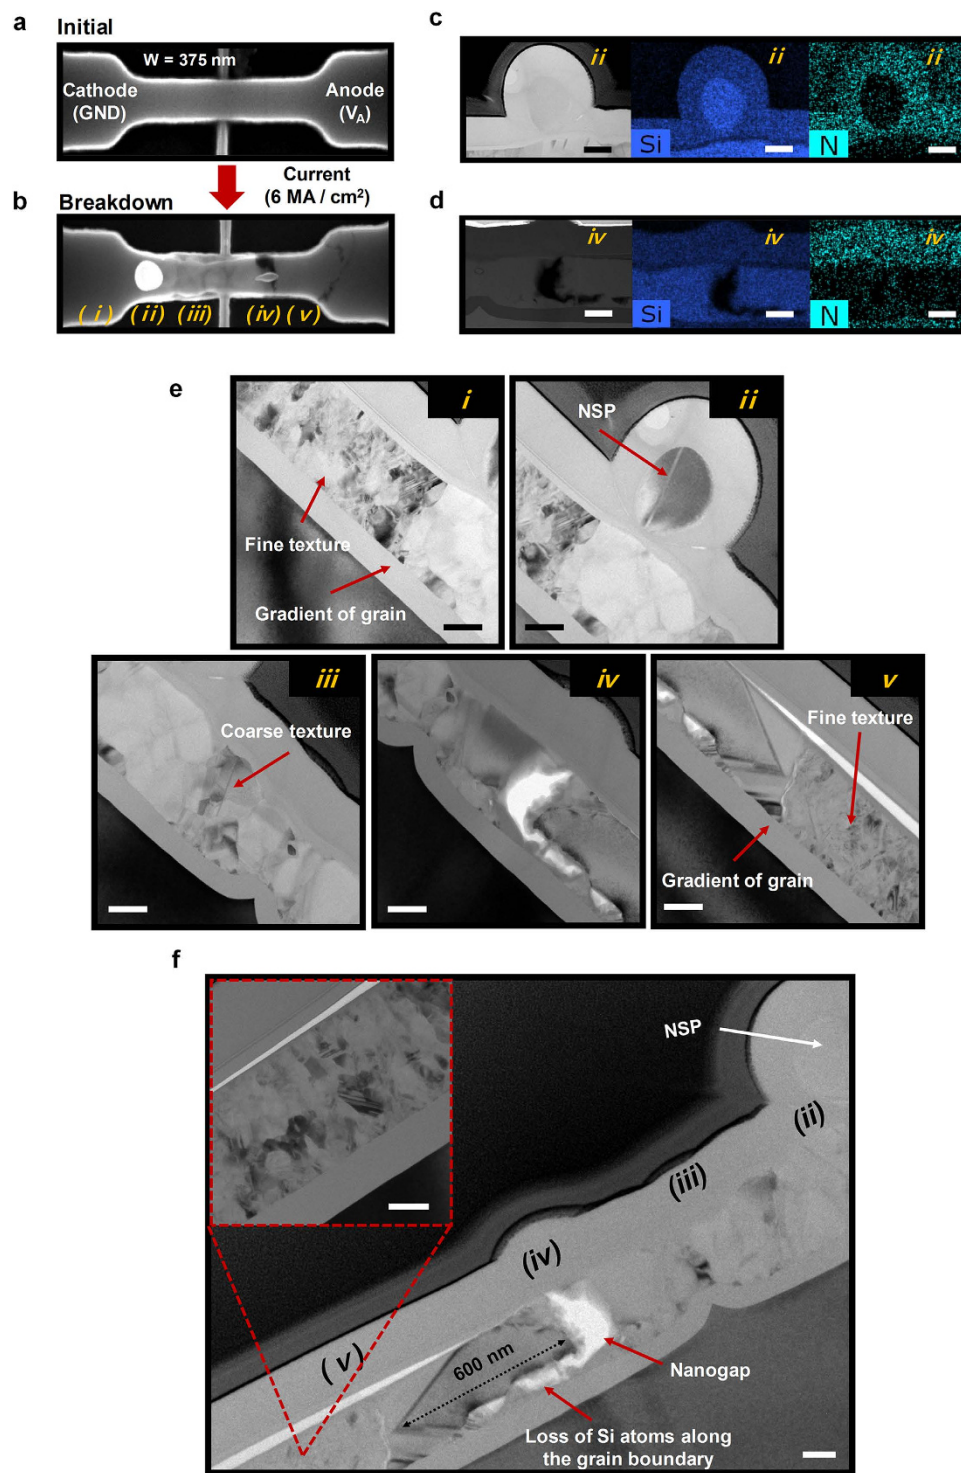 a
Initial
W = 375 nm
Cathode
(GND)
Anode
(VA)
Current
(6 MA / cm²)
b
Breakdown
( i )
(ii)
(iii)
(iv)
( v )
c
ii
ii
Si
ii
N
d
iv
iv
Si
iv
N
e
i
Fine texture
Gradient of grain
ii
NSP
iii
Coarse texture
iv
v
Fine texture
Gradient of grain
f
NSP
(ii)
(iii)
(iv)
( v )
600 nm
Nanogap
Loss of Si atoms along
the grain boundary